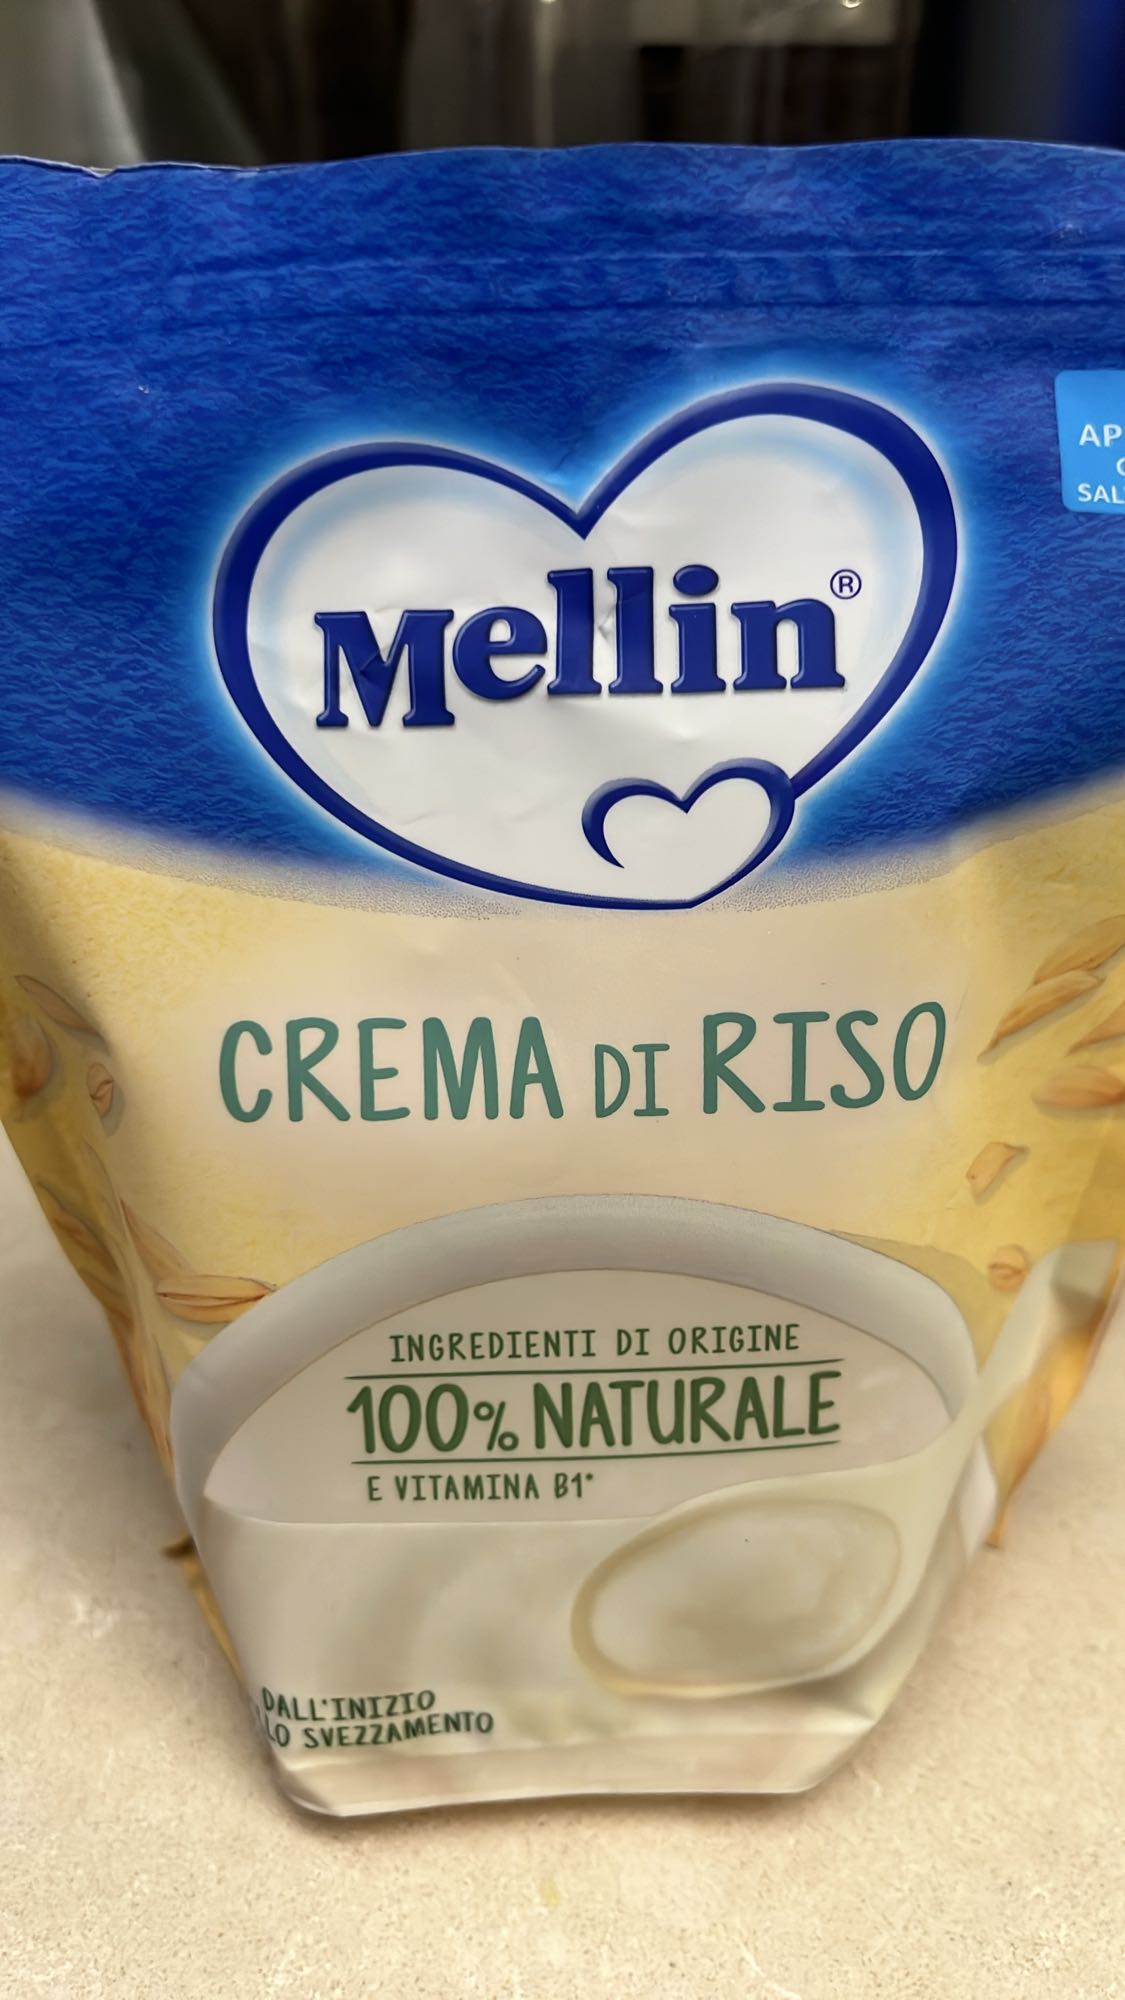 Mellin®
CREMA DI RISO
INGREDIENTI DI ORIGINE
100% NATURALE
E VITAMINA B1*
DALL'INIZIO
LO SVEZZAMENTO